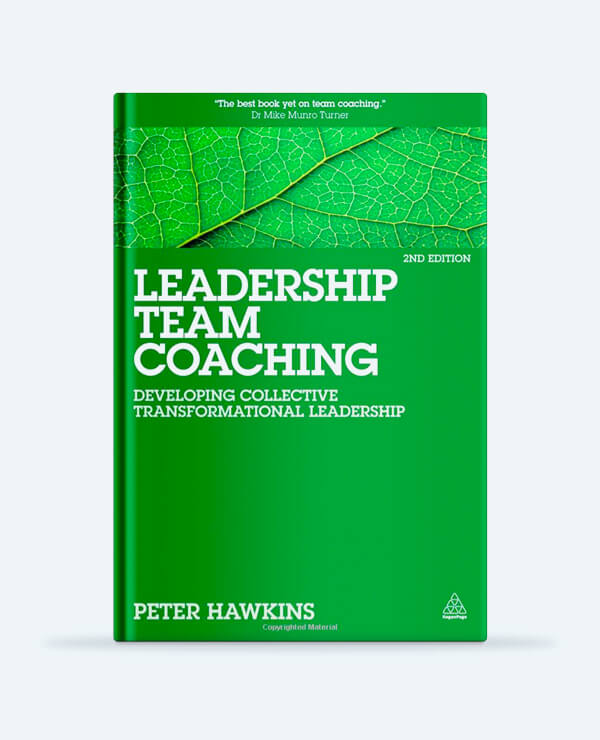 “The best book yet on team coaching.”
Dr Mike Munro Turner
2ND EDITION
LEADERSHIP
TEAM
COACHING
DEVELOPING COLLECTIVE
TRANSFORMATIONAL LEADERSHIP
PETER HAWKINS
Copyrighted Material
KoganPage